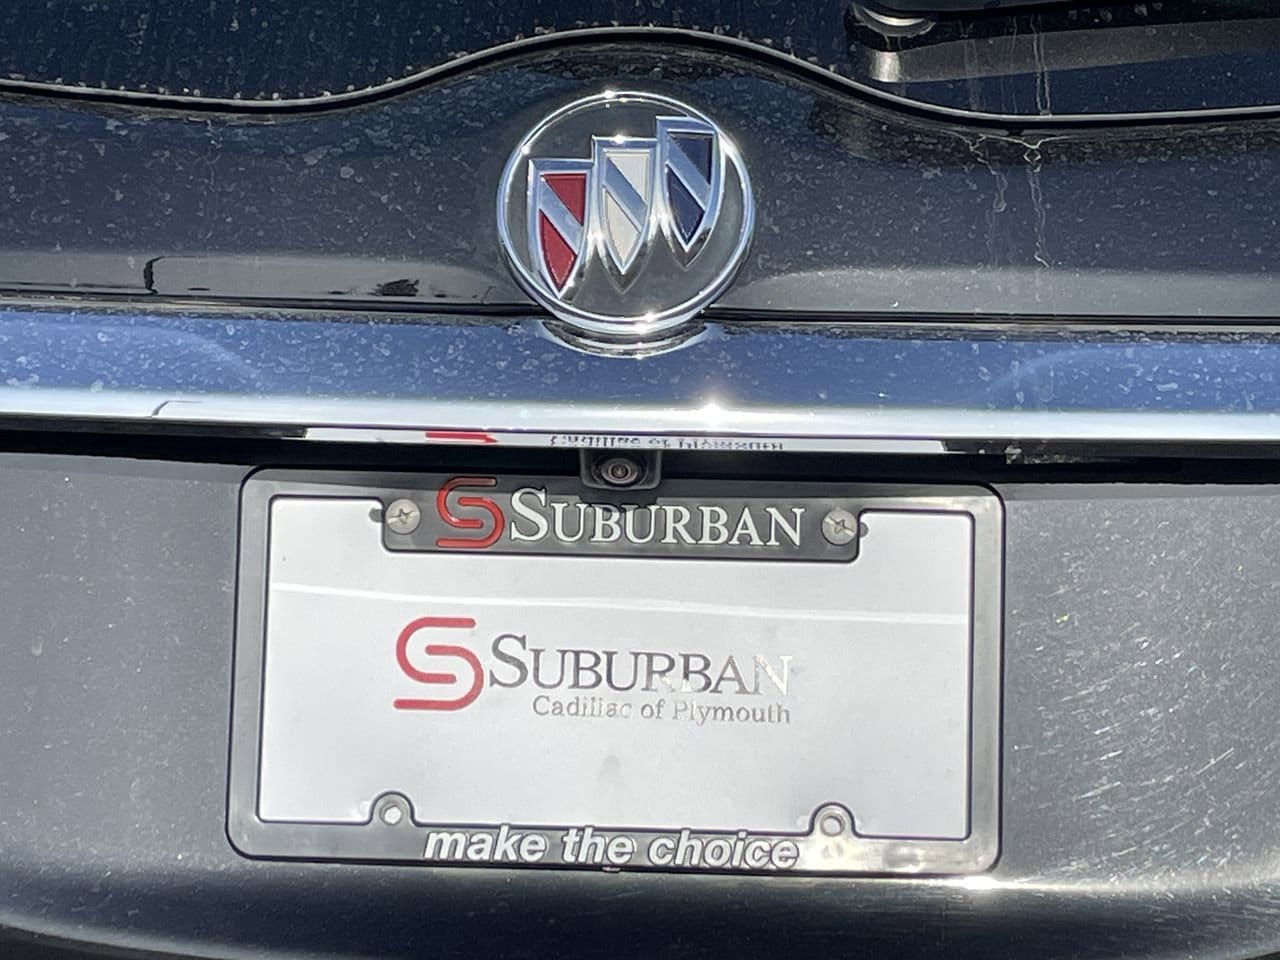 SUBURBAN
SUBURBAN
Cadillac of Plymouth
make the choice